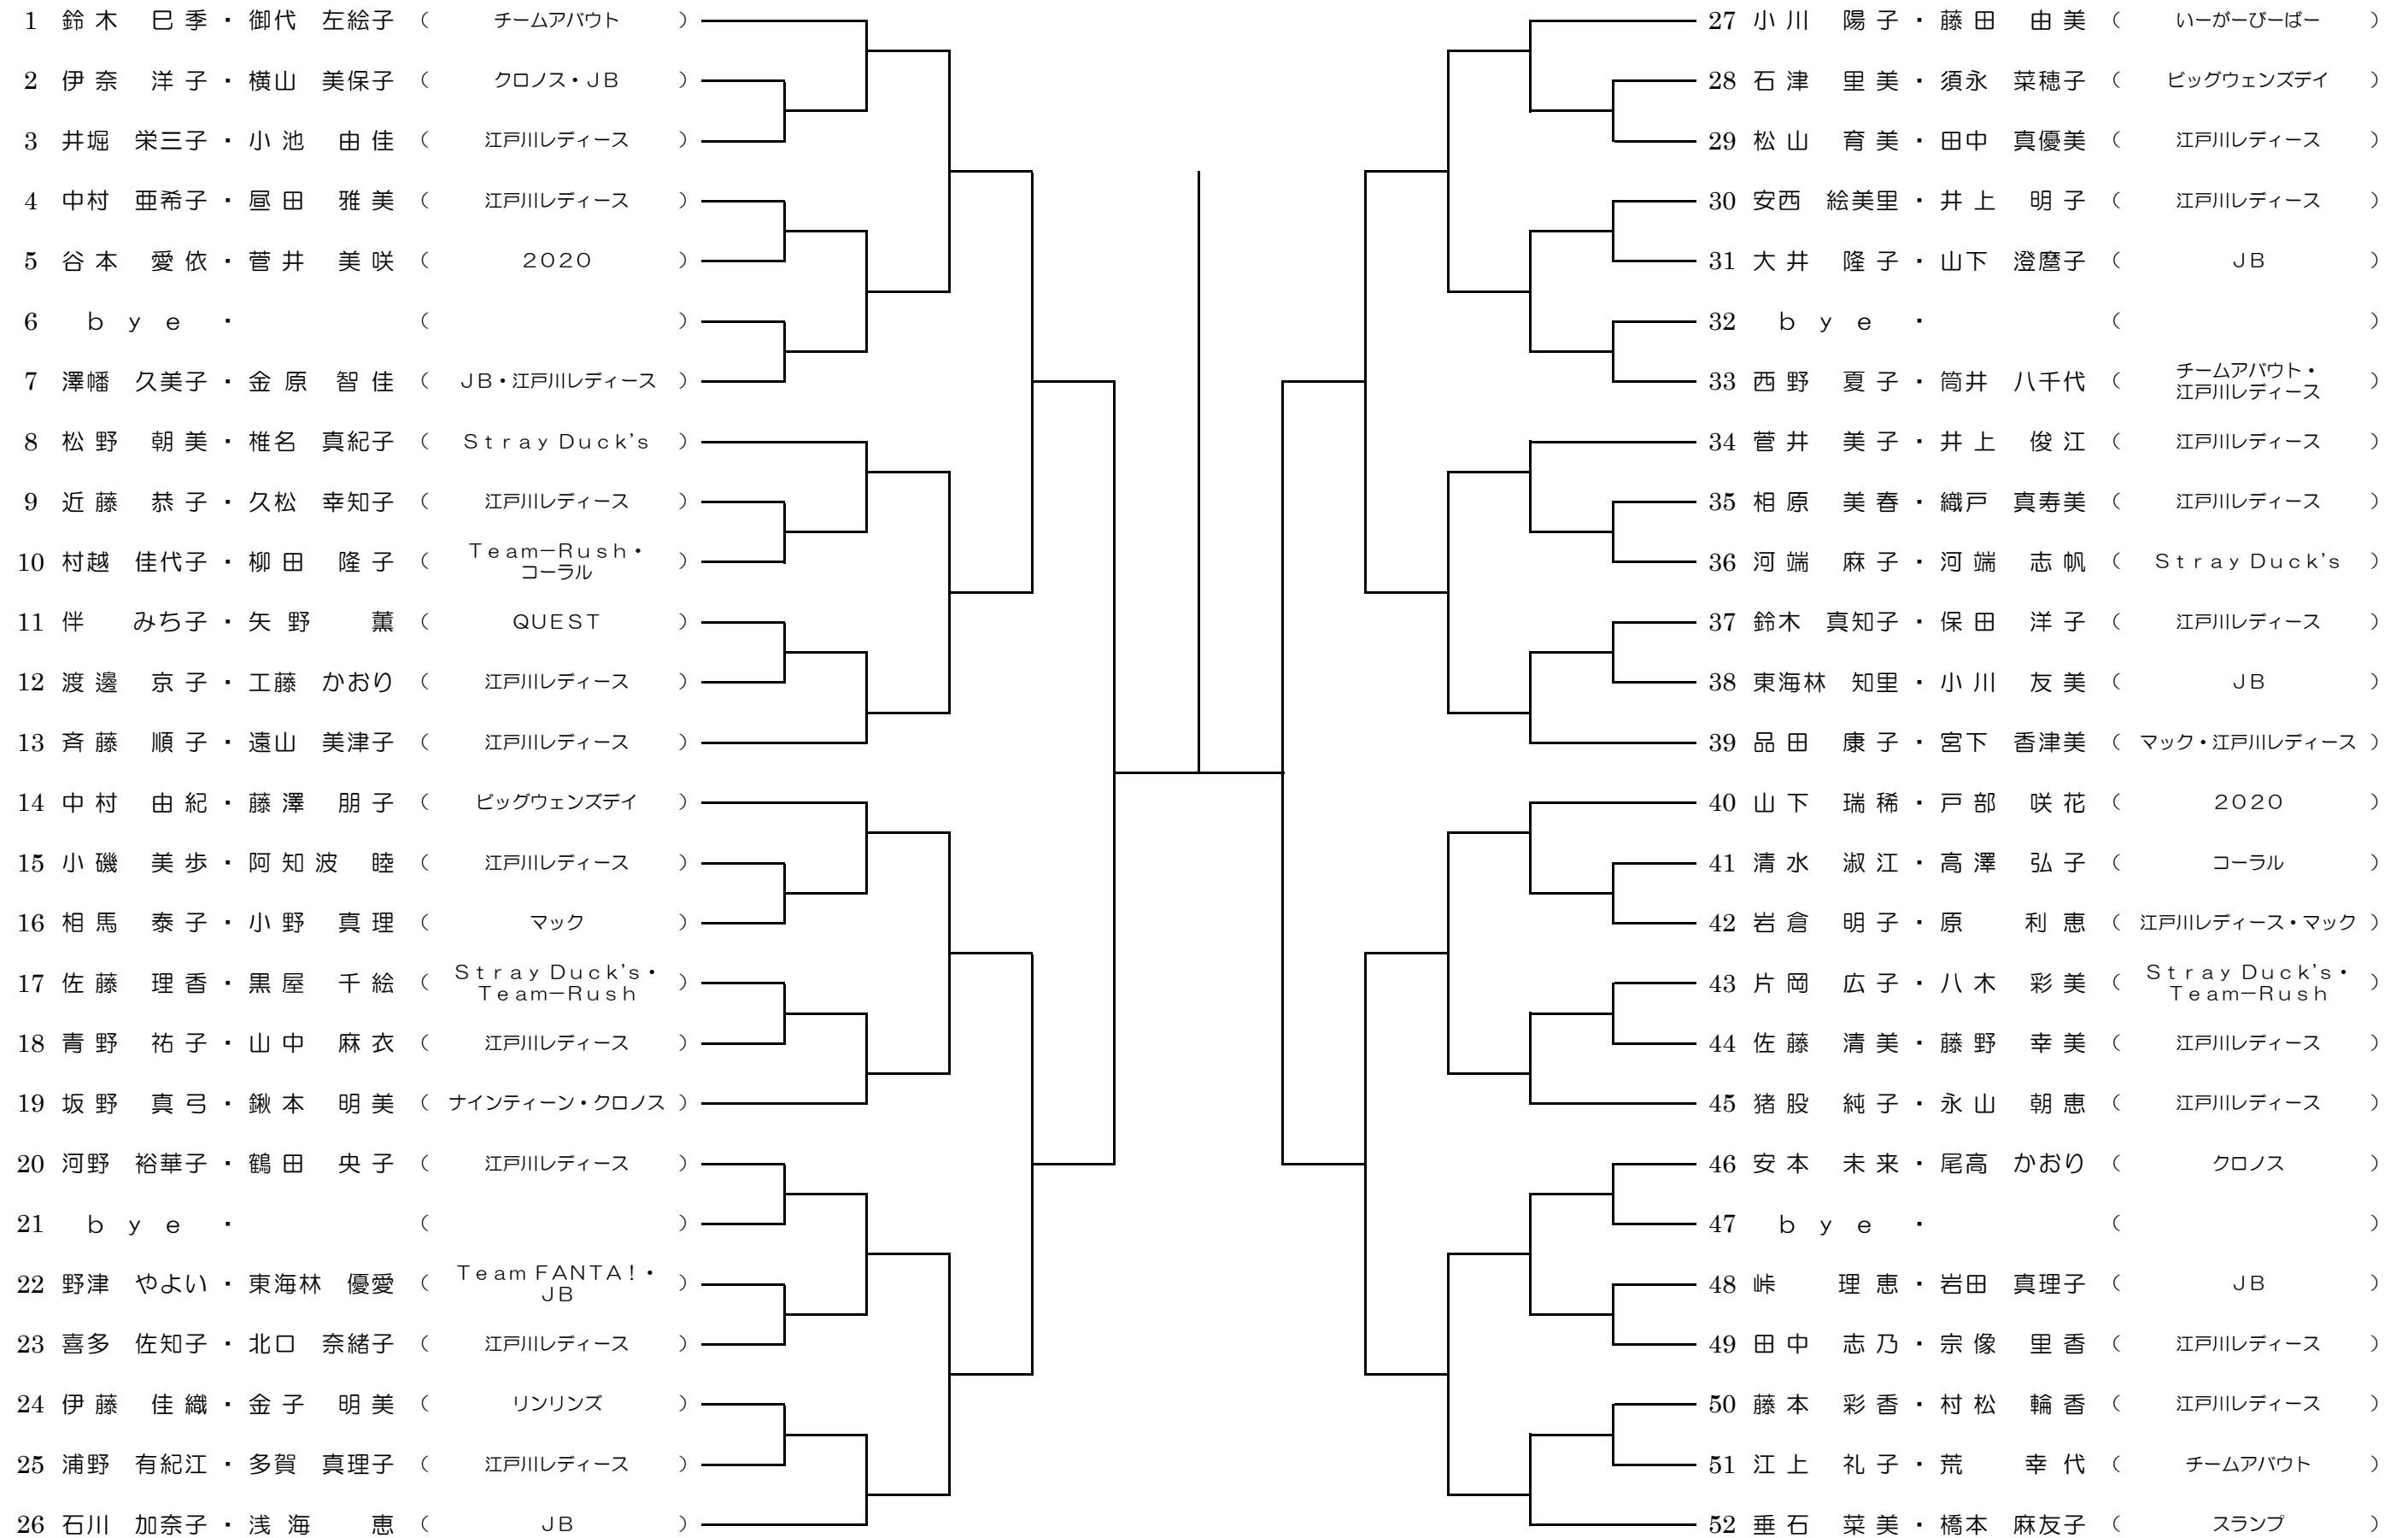 1 鈴木 巳季・御代 左絵子 （ チームアバウト ）
2 伊奈 洋子・横山 美保子 （ クロノス・ＪＢ ）
3 井堀 栄三子・小池 由佳 （ 江戸川レディース ）
4 中村 亜希子・昼田 雅美 （ 江戸川レディース ）
5 谷本 愛依・菅井 美咲 （ ２０２０ ）
6 ｂｙｅ ・ （ ）
7 澤幡 久美子・金原 智佳 （ ＪＢ・江戸川レディース ）
8 松野 朝美・椎名 真紀子 （ Ｓｔｒａｙ Ｄｕｃｋ’ｓ ）
9 近藤 恭子・久松 幸知子 （ 江戸川レディース ）
10 村越 佳代子・柳田 隆子 （ Ｔｅａｍ－Ｒｕｓｈ・
コーラル ）
11 伴 みち子・矢野 薫 （ ＱＵＥＳＴ ）
12 渡邊 京子・工藤 かおり （ 江戸川レディース ）
13 斉藤 順子・遠山 美津子 （ 江戸川レディース ）
14 中村 由紀・藤澤 朋子 （ ビッグウェンズデイ ）
15 小磯 美歩・阿知波 睦 （ 江戸川レディース ）
16 相馬 泰子・小野 真理 （ マック ）
17 佐藤 理香・黒屋 千絵 （ Ｓｔｒａｙ Ｄｕｃｋ’ｓ・
Ｔｅａｍ－Ｒｕｓｈ ）
18 青野 祐子・山中 麻衣 （ 江戸川レディース ）
19 坂野 真弓・鍬本 明美 （ ナインティーン・クロノス ）
20 河野 裕華子・鶴田 央子 （ 江戸川レディース ）
21 ｂｙｅ ・ （ ）
22 野津 やよい・東海林 優愛 （ Ｔｅａｍ ＦＡＮＴＡ！・
ＪＢ ）
23 喜多 佐知子・北口 奈緒子 （ 江戸川レディース ）
24 伊藤 佳織・金子 明美 （ リンリンズ ）
25 浦野 有紀江・多賀 真理子 （ 江戸川レディース ）
26 石川 加奈子・浅海 恵 （ ＪＢ ）
27 小川 陽子・藤田 由美 （ いーがーびーばー ）
28 石津 里美・須永 菜穂子 （ ビッグウェンズデイ ）
29 松山 育美・田中 真優美 （ 江戸川レディース ）
30 安西 絵美里・井上 明子 （ 江戸川レディース ）
31 大井 隆子・山下 澄麿子 （ ＪＢ ）
32 ｂｙｅ ・ （ ）
33 西野 夏子・筒井 八千代 （ チームアバウト・
江戸川レディース ）
34 菅井 美子・井上 俊江 （ 江戸川レディース ）
35 相原 美春・織戸 真寿美 （ 江戸川レディース ）
36 河端 麻子・河端 志帆 （ Ｓｔｒａｙ Ｄｕｃｋ’ｓ ）
37 鈴木 真知子・保田 洋子 （ 江戸川レディース ）
38 東海林 知里・小川 友美 （ ＪＢ ）
39 品田 康子・宮下 香津美 （ マック・江戸川レディース ）
40 山下 瑞稀・戸部 咲花 （ ２０２０ ）
41 清水 淑江・高澤 弘子 （ コーラル ）
42 岩倉 明子・原 利恵 （ 江戸川レディース・マック ）
43 片岡 広子・八木 彩美 （ Ｓｔｒａｙ Ｄｕｃｋ’ｓ・
Ｔｅａｍ－Ｒｕｓｈ ）
44 佐藤 清美・藤野 幸美 （ 江戸川レディース ）
45 猪股 純子・永山 朝恵 （ 江戸川レディース ）
46 安本 未来・尾高 かおり （ クロノス ）
47 ｂｙｅ ・ （ ）
48 峠 理恵・岩田 真理子 （ ＪＢ ）
49 田中 志乃・宗像 里香 （ 江戸川レディース ）
50 藤本 彩香・村松 輪香 （ 江戸川レディース ）
51 江上 礼子・荒 幸代 （ チームアバウト ）
52 垂石 菜美・橋本 麻友子 （ スランプ ）